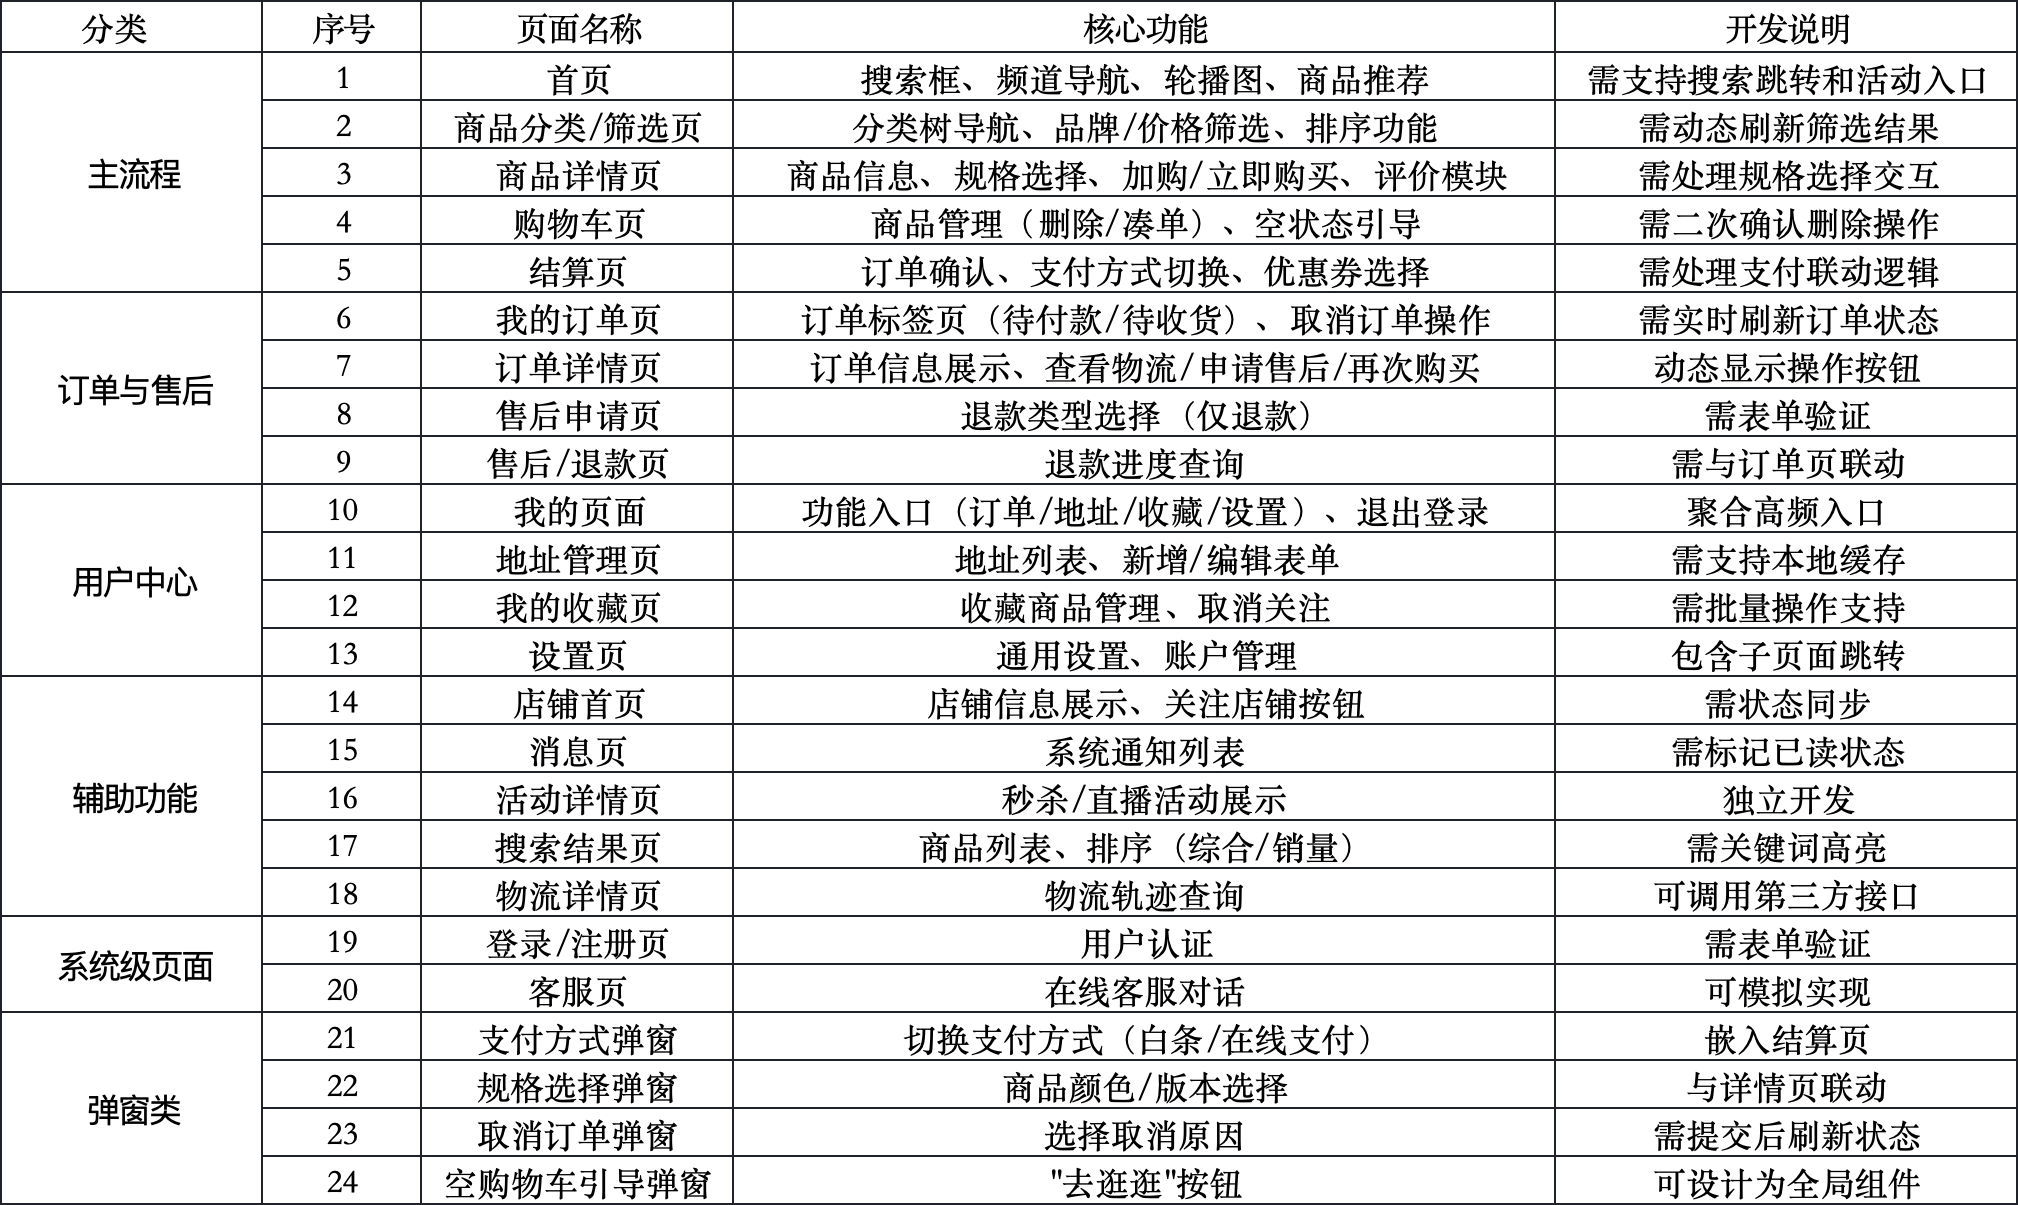 分类 序号 页面名称 核心功能 开发说明
主流程 1 首页 搜索框、频道导航、轮播图、商品推荐 需支持搜索跳转和活动入口
2 商品分类/筛选页 分类树导航、品牌/价格筛选、排序功能 需动态刷新筛选结果
3 商品详情页 商品信息、规格选择、加购/立即购买、评价模块 需处理规格选择交互
4 购物车页 商品管理（删除/凑单）、空状态引导 需二次确认删除操作
5 结算页 订单确认、支付方式切换、优惠券选择 需处理支付联动逻辑
订单与售后 6 我的订单页 订单标签页（待付款/待收货）、取消订单操作 需实时刷新订单状态
7 订单详情页 订单信息展示、查看物流/申请售后/再次购买 动态显示操作按钮
8 售后申请页 退款类型选择（仅退款） 需表单验证
9 售后/退款页 退款进度查询 需与订单页联动
用户中心 10 我的页面 功能入口（订单/地址/收藏/设置）、退出登录 聚合高频入口
11 地址管理页 地址列表、新增/编辑表单 需支持本地缓存
12 我的收藏页 收藏商品管理、取消关注 需批量操作支持
13 设置页 通用设置、账户管理 包含子页面跳转
辅助功能 14 店铺首页 店铺信息展示、关注店铺按钮 需状态同步
15 消息页 系统通知列表 需标记已读状态
16 活动详情页 秒杀/直播活动展示 独立开发
17 搜索结果页 商品列表、排序（综合/销量） 需关键词高亮
18 物流详情页 物流轨迹查询 可调用第三方接口
系统级页面 19 登录/注册页 用户认证 需表单验证
20 客服页 在线客服对话 可模拟实现
弹窗类 21 支付方式弹窗 切换支付方式（白条/在线支付） 嵌入结算页
22 规格选择弹窗 商品颜色/版本选择 与详情页联动
23 取消订单弹窗 选择取消原因 需提交后刷新状态
24 空购物车引导弹窗 "去逛逛"按钮 可设计为全局组件